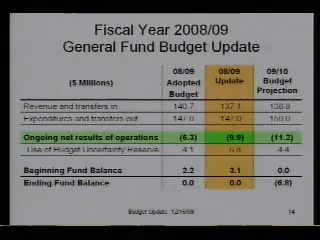 Fiscal Year 2008/09
General Fund Budget Update
($ Millions) 08/09 Adopted Budget 08/09 Update 09/10 Budget Projection
Revenue and transfers in 140.7 137.1 138.8
Expenditures and transfers out 147.0 147.0 150.0
Ongoing net results of operations (6.3) (9.9) (11.2)
Use of Budget Uncertainty Reserve 4.1 6.8 4.4
Beginning Fund Balance 2.2 3.1 0.0
Ending Fund Balance 0.0 0.0 (6.8)
Budget Update 12/16/08 14